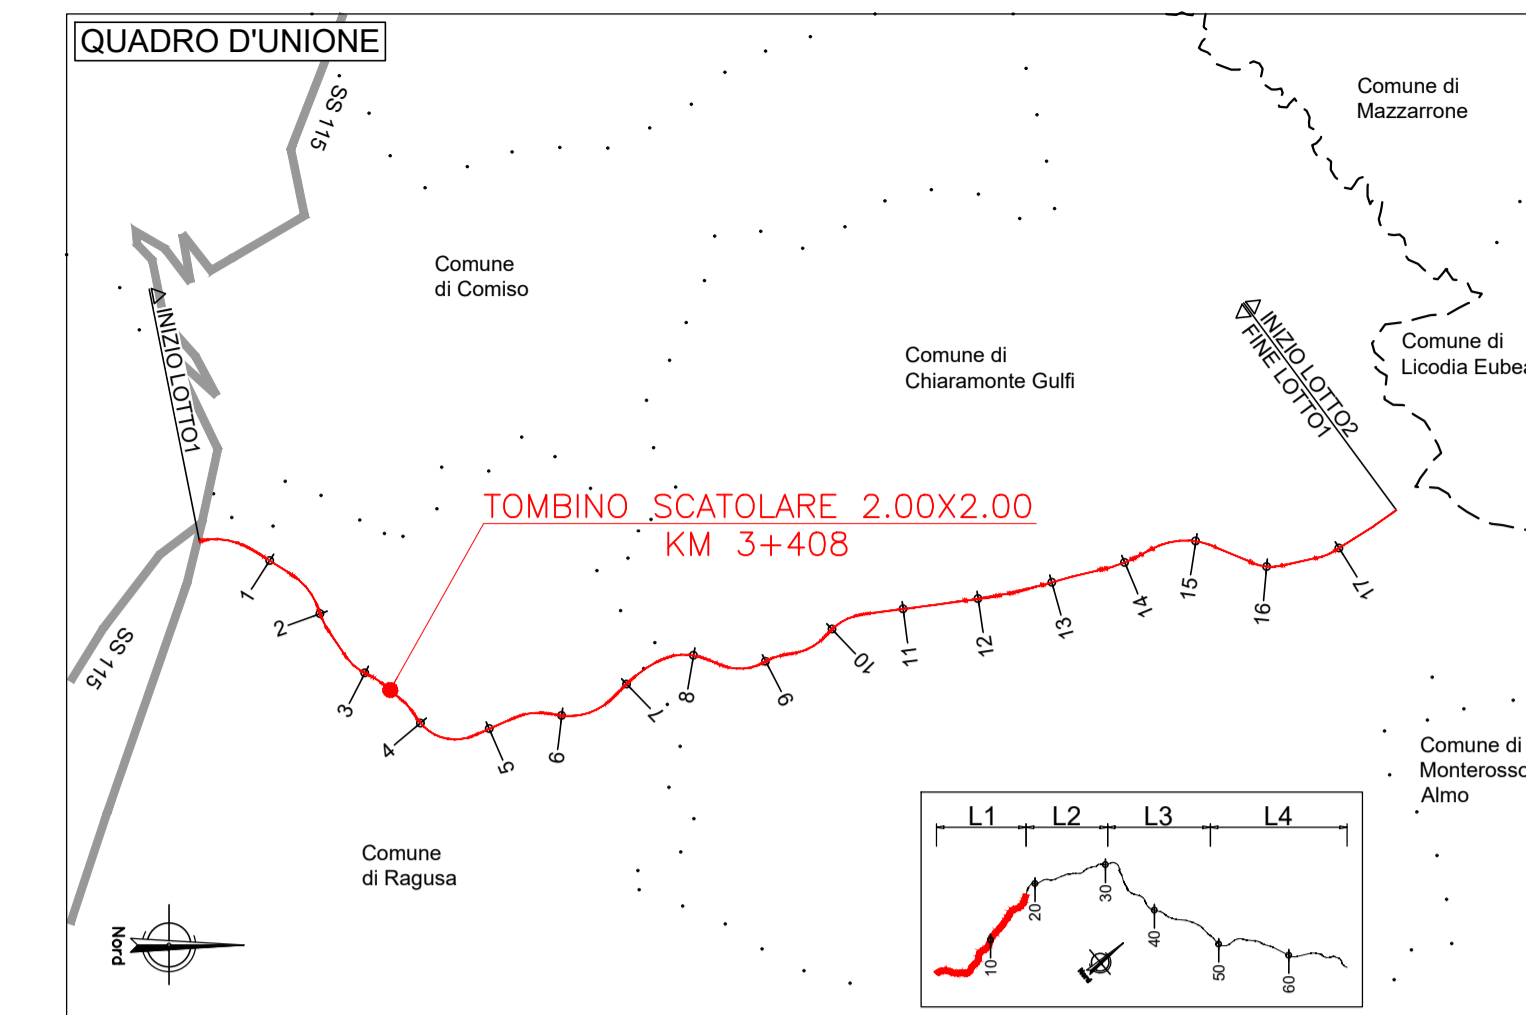 QUADRO D'UNIONE
SS 115
Comune di
Mazzarrone
Comune
di Comiso
INIZIO LOTTO1
Comune di
Chiaramonte Gulfi
INIZIO LOTTO2
FINE LOTTO1
Comune di
Licodia Eubea
TOMBINO SCATOLARE 2.00X2.00
KM 3+408
1
2
3
4
5
6
7
8
9
10
11
12
13
14
15
16
17
SS 115
Comune di
Monterosso
Almo
Comune
di Ragusa
Nord
L1
L2
L3
L4
10
20
30
40
50
60
Nord